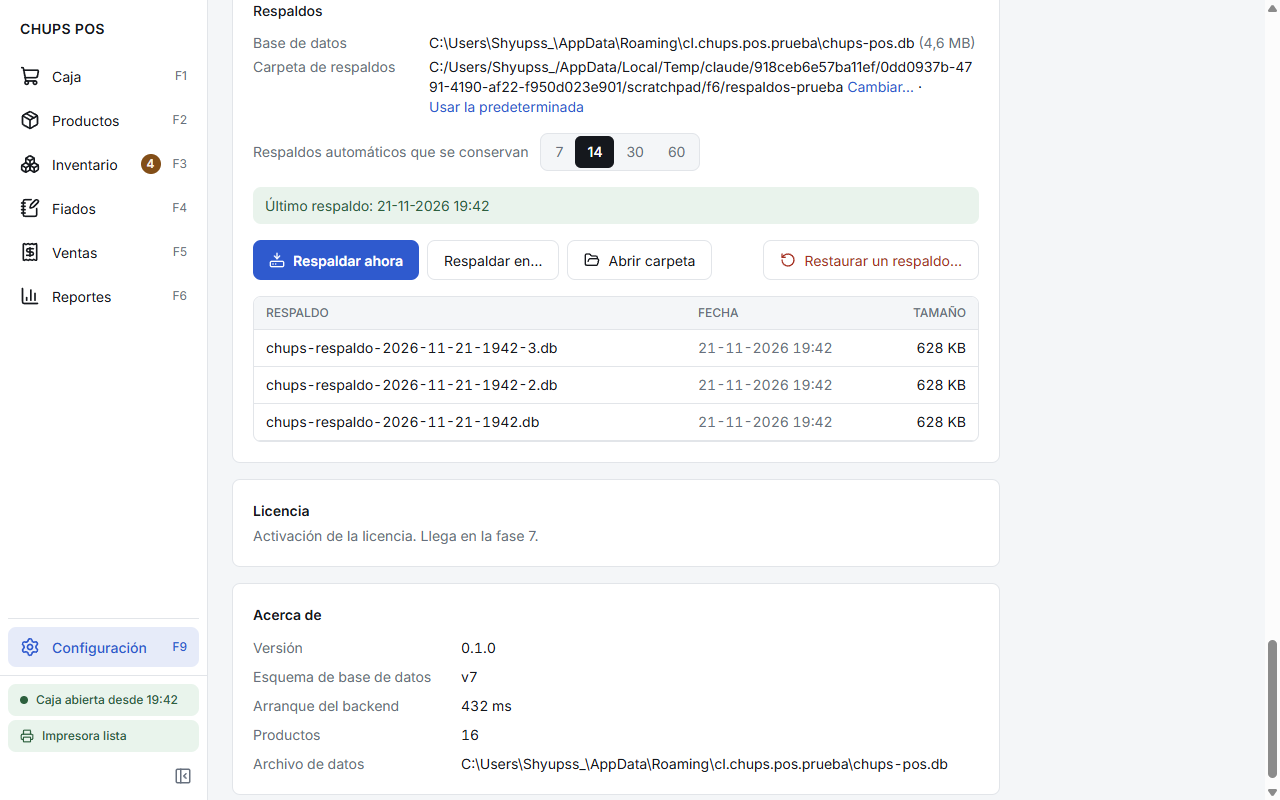 CHUPS POS
Caja F1
Productos F2
Inventario 4 F3
Fiados F4
Ventas F5
Reportes F6
Configuración F9
Caja abierta desde 19:42
Impresora lista
Respaldos
Base de datos C:\Users\Shyupss_\AppData\Roaming\cl.chups.pos.prueba\chups-pos.db (4,6 MB)
Carpeta de respaldos C:/Users/Shyupss_/AppData/Local/Temp/claude/918ceb6e57ba11ef/0dd0937b-47
91-4190-af22-f950d023e901/scratchpad/f6/respaldos-prueba Cambiar... ·
Usar la predeterminada
Respaldos automáticos que se conservan 7 14 30 60
Último respaldo: 21-11-2026 19:42
Respaldar ahora Respaldar en... Abrir carpeta Restaurar un respaldo...
RESPALDO FECHA TAMAÑO
chups-respaldo-2026-11-21-1942-3.db 21-11-2026 19:42 628 KB
chups-respaldo-2026-11-21-1942-2.db 21-11-2026 19:42 628 KB
chups-respaldo-2026-11-21-1942.db 21-11-2026 19:42 628 KB
Licencia
Activación de la licencia. Llega en la fase 7.
Acerca de
Versión 0.1.0
Esquema de base de datos v7
Arranque del backend 432 ms
Productos 16
Archivo de datos C:\Users\Shyupss_\AppData\Roaming\cl.chups.pos.prueba\chups-pos.db